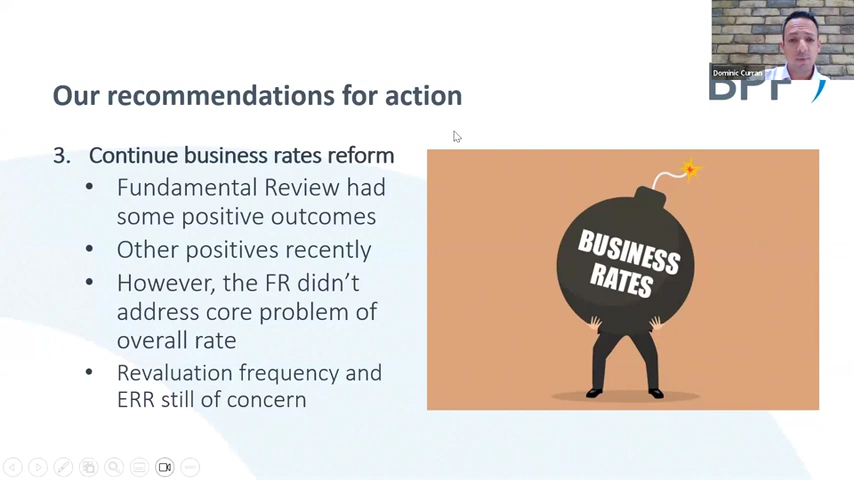 Dominic Curran
BPF
Our recommendations for action
3. Continue business rates reform
• Fundamental Review had
some positive outcomes
• Other positives recently
• However, the FR didn’t
address core problem of
overall rate
• Revaluation frequency and
ERR still of concern
BUSINESS
RATES